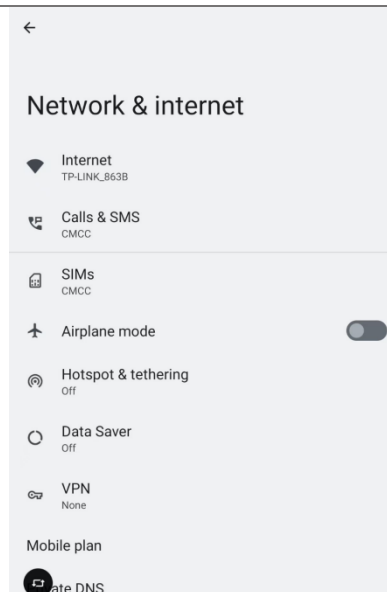 Network & internet
Internet
TP-LINK_863B
Calls & SMS
CMCC
SIMs
CMCC
Airplane mode
Hotspot & tethering
Off
Data Saver
Off
VPN
None
Mobile plan
DNS